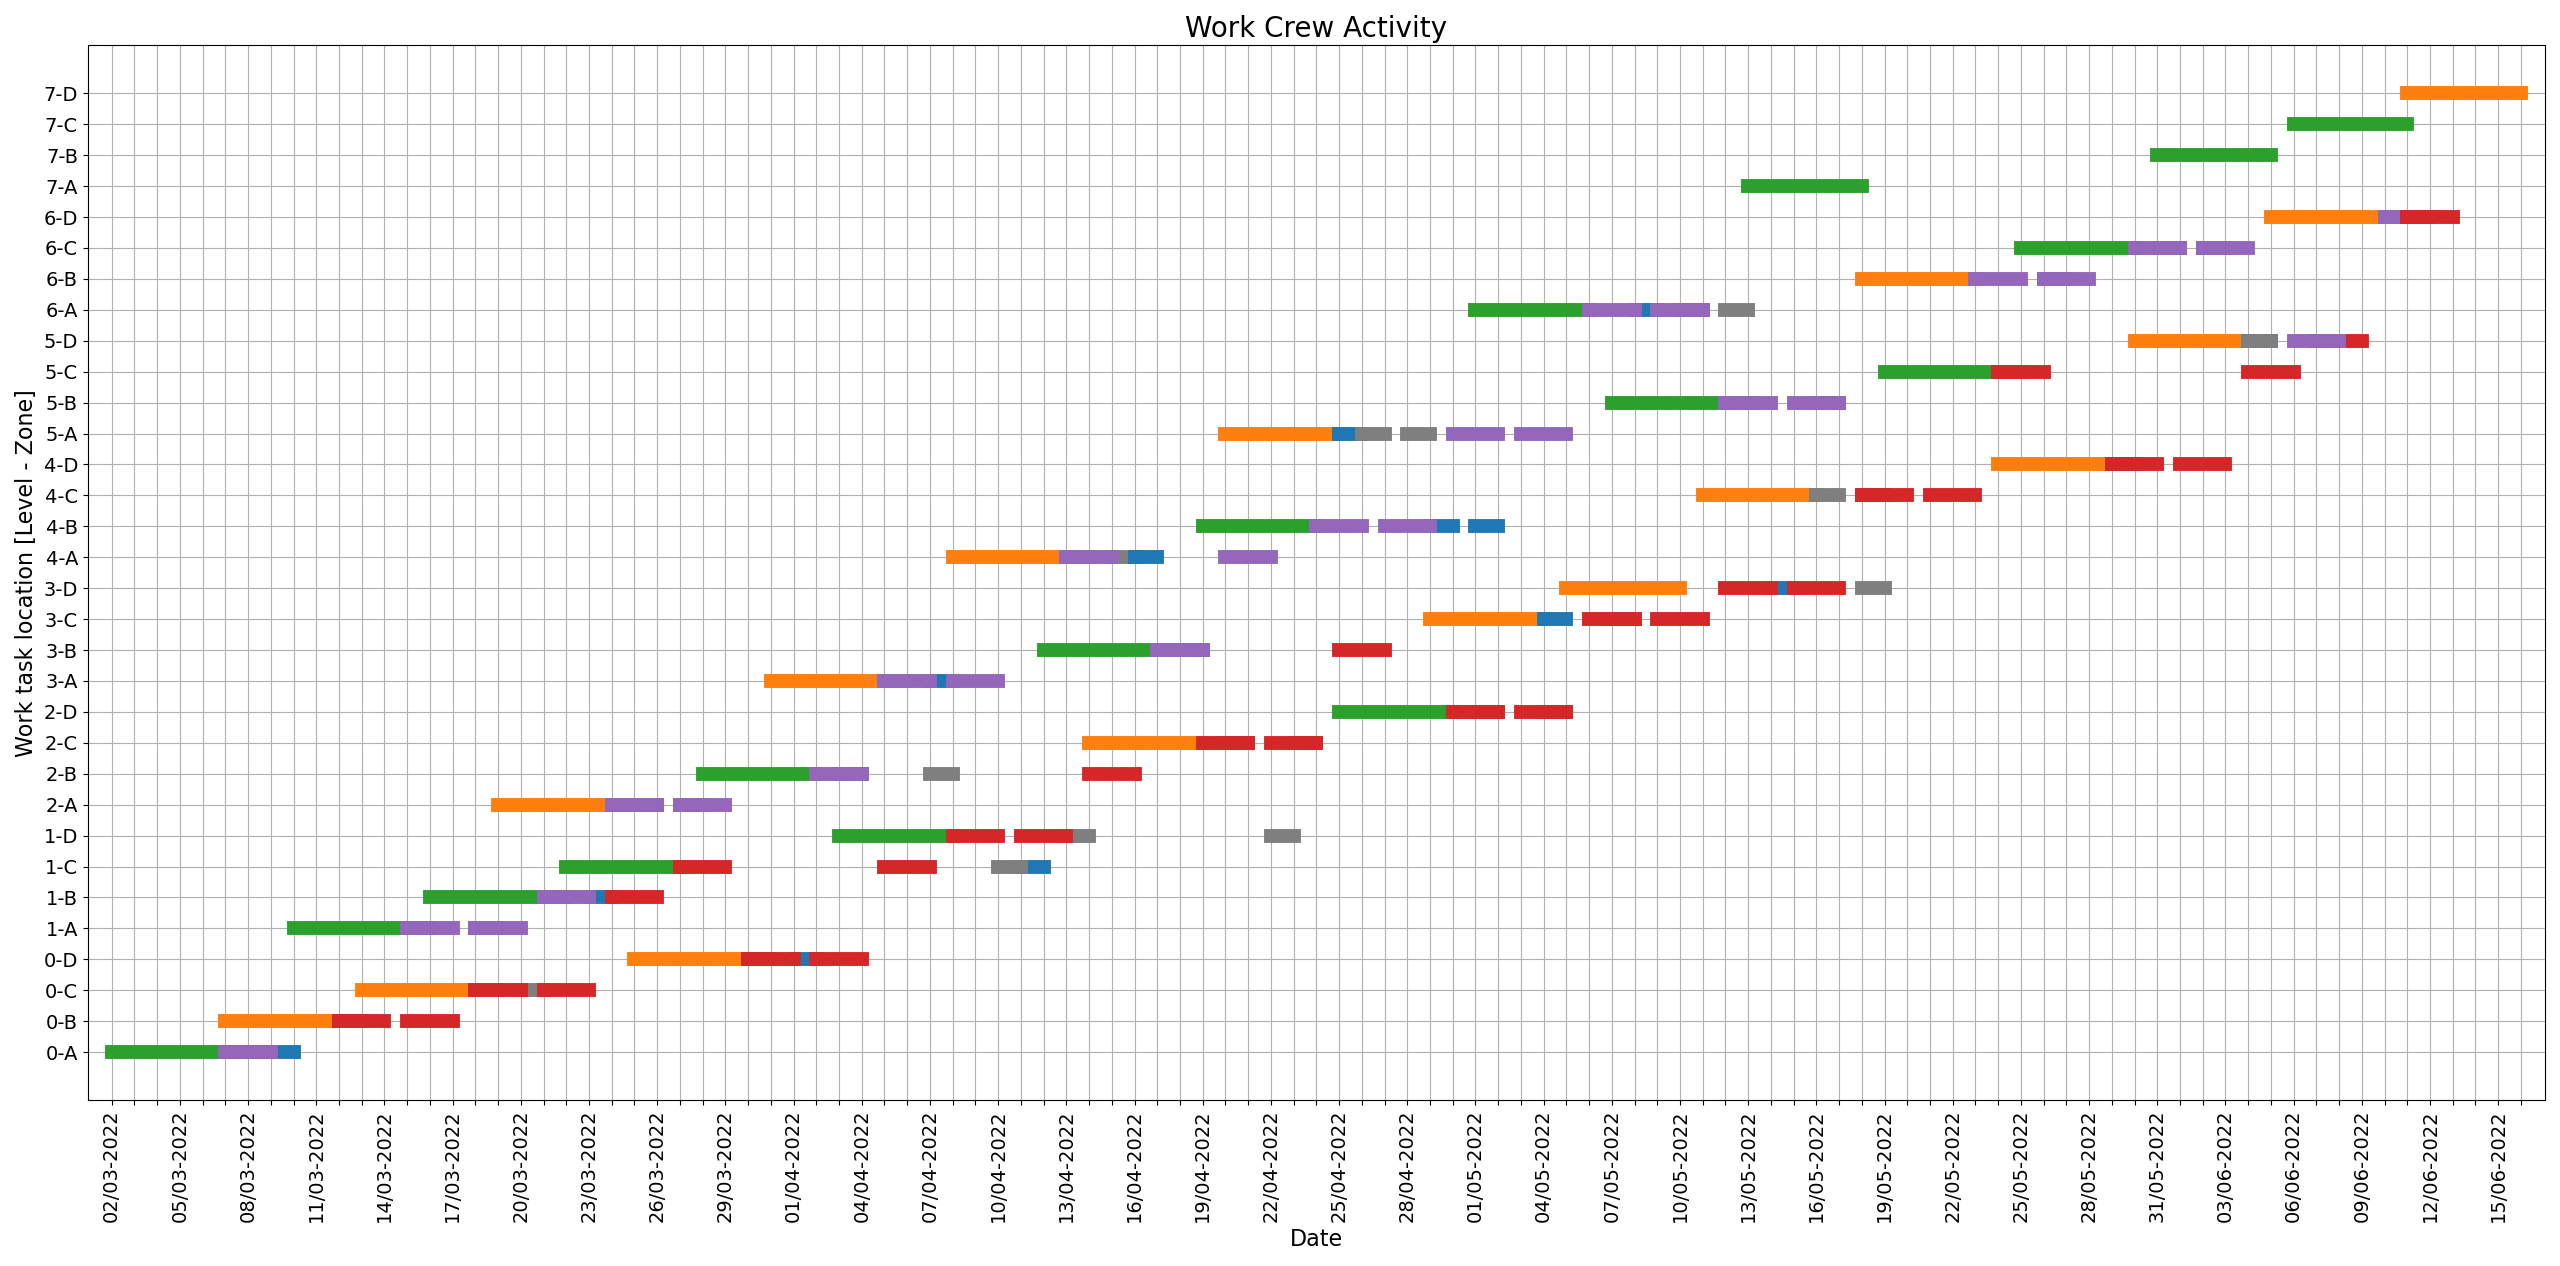 Work Crew Activity
Work task location [Level - Zone]
7-D
7-C
7-B
7-A
6-D
6-C
6-B
6-A
5-D
5-C
5-B
5-A
4-D
4-C
4-B
4-A
3-D
3-C
3-B
3-A
2-D
2-C
2-B
2-A
1-D
1-C
1-B
1-A
0-D
0-C
0-B
0-A
02/03-2022
05/03-2022
08/03-2022
11/03-2022
14/03-2022
17/03-2022
20/03-2022
23/03-2022
26/03-2022
29/03-2022
01/04-2022
04/04-2022
07/04-2022
10/04-2022
13/04-2022
16/04-2022
19/04-2022
22/04-2022
25/04-2022
28/04-2022
01/05-2022
04/05-2022
07/05-2022
10/05-2022
13/05-2022
16/05-2022
19/05-2022
22/05-2022
25/05-2022
28/05-2022
31/05-2022
03/06-2022
06/06-2022
09/06-2022
12/06-2022
15/06-2022
Date